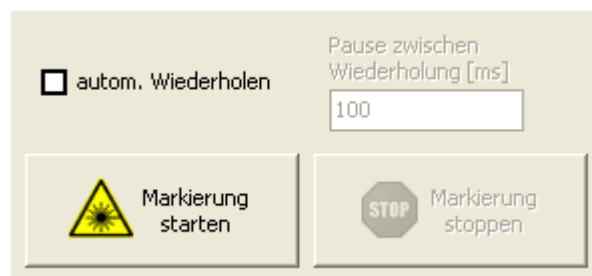 autom. Wiederholen
Pause zwischen
Wiederholung [ms]
100
Markierung
starten
STOP
Markierung
stoppen